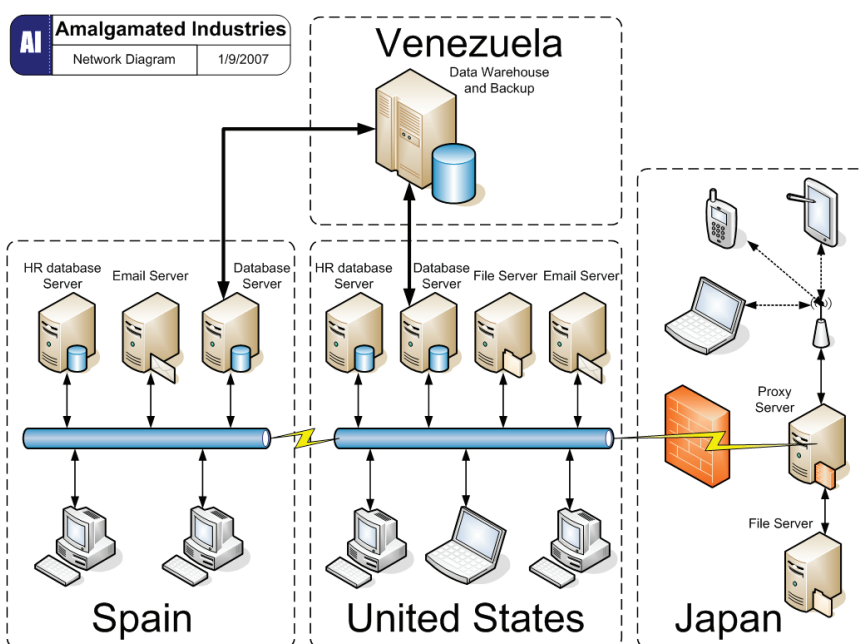 AI
Amalgamated Industries
Network Diagram
1/9/2007
Venezuela
Data Warehouse
and Backup
HR database
Server
Email Server
Database
Server
HR database
Server
Database
Server
File Server
Email Server
Proxy
Server
File Server
Spain
United States
Japan